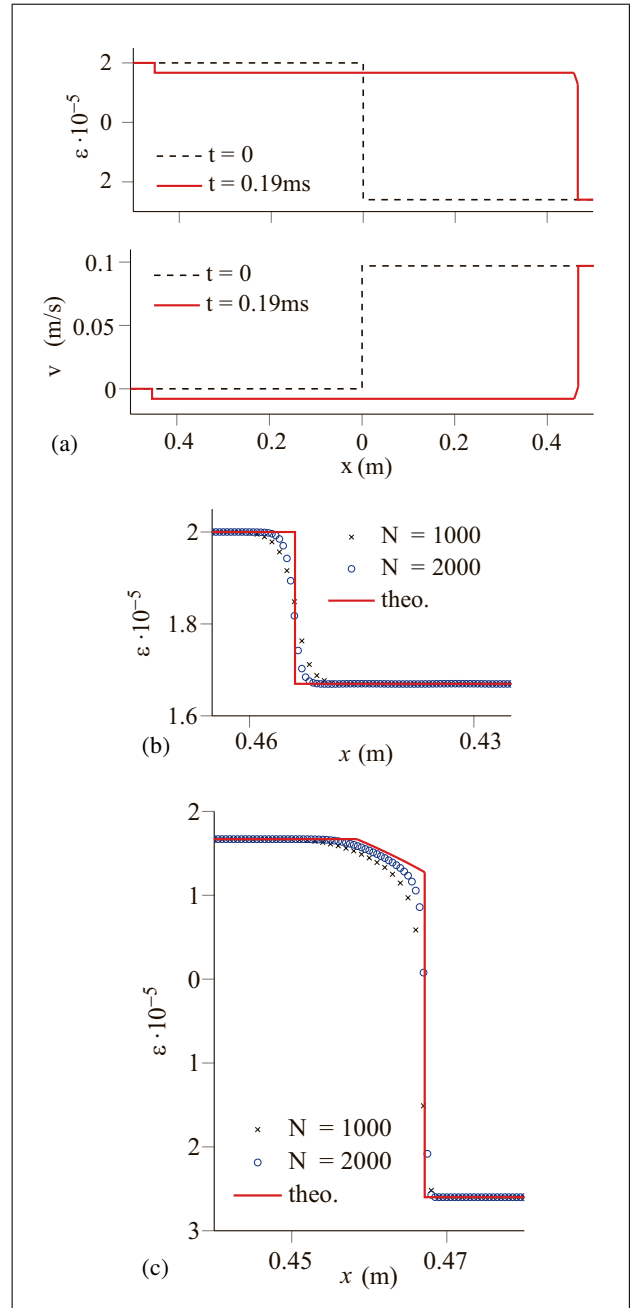 2
0
2
ε ·10⁻⁵
t = 0
t = 0.19ms
0.1
0.05
0
v (m/s)
t = 0
t = 0.19ms
0.4 0.2 0 0.2 0.4
(a)
x (m)
2
1.8
1.6
ε ·10⁻⁵
N = 1000
N = 2000
theo.
0.46 0.43
(b)
x (m)
2
1
0
1
2
3
ε ·10⁻⁵
N = 1000
N = 2000
theo.
0.45 0.47
(c)
x (m)